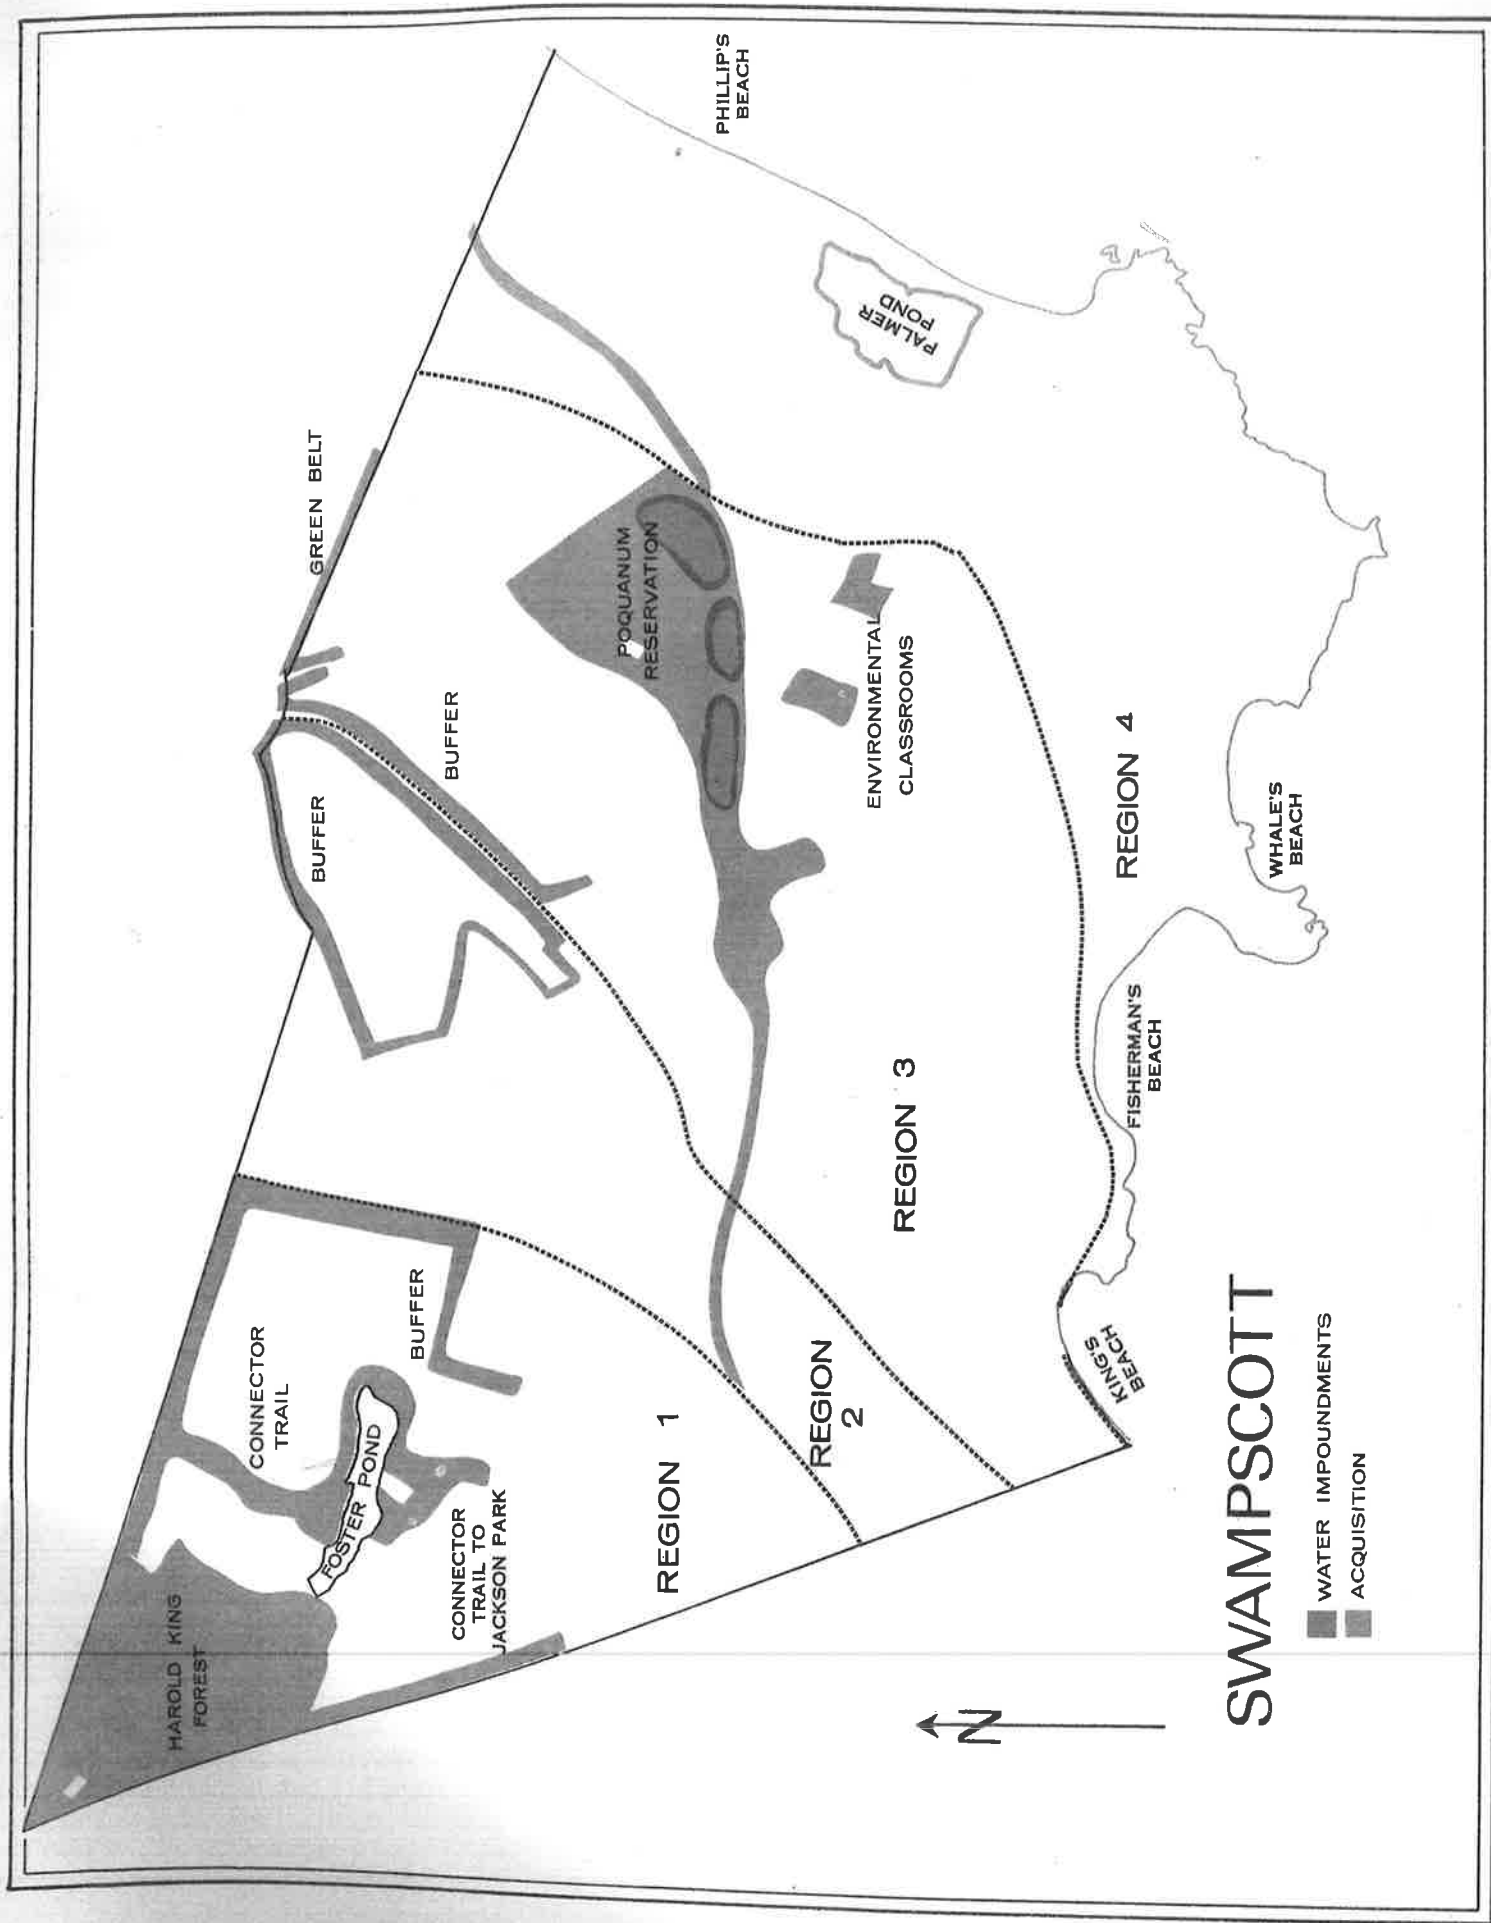 HAROLD KING
FOREST
CONNECTOR
TRAIL
FOSTER POND
CONNECTOR
TRAIL TO
JACKSON PARK
BUFFER
REGION 1
REGION
2
BUFFER
BUFFER
GREEN BELT
POQUANUM
RESERVATION
ENVIRONMENTAL
CLASSROOMS
REGION 3
REGION 4
PALMER
POND
PHILLIP'S
BEACH
WHALE'S
BEACH
FISHERMAN'S
BEACH
KING'S
BEACH
N
SWAMPSCOTT
WATER IMPOUNDMENTS
ACQUISITION